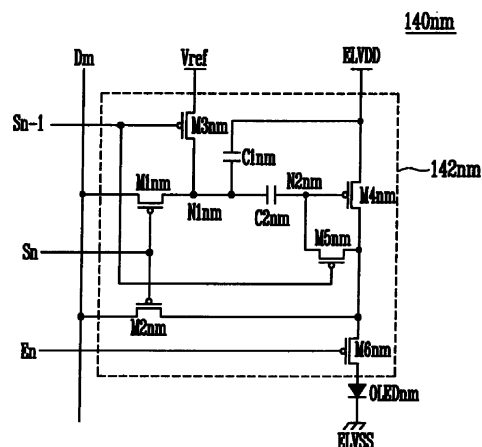 140nm
Dm
Vref
ELVDD
Sn-1
M3nm
C1nm
142nm
M1nm
N2nm
M4nm
N1nm
C2nm
M5nm
Sn
M2nm
En
M6nm
OLEDnm
ELVSS